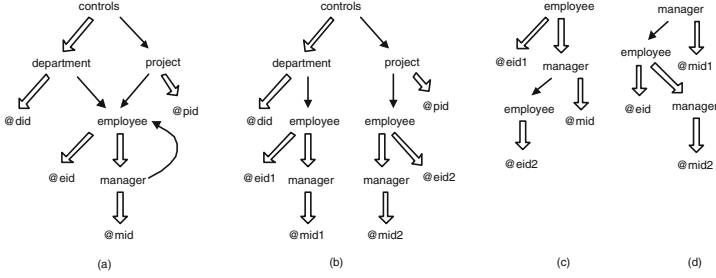 controls
department
project
@did
@pid
employee
@eid
manager
@mid
(a)
controls
department
project
@did
@pid
employee
employee
@eid1
manager
manager
@eid2
@mid1
@mid2
(b)
employee
@eid1
manager
employee
@mid
@eid2
(c)
manager
employee
@mid1
@eid
manager
@mid2
(d)